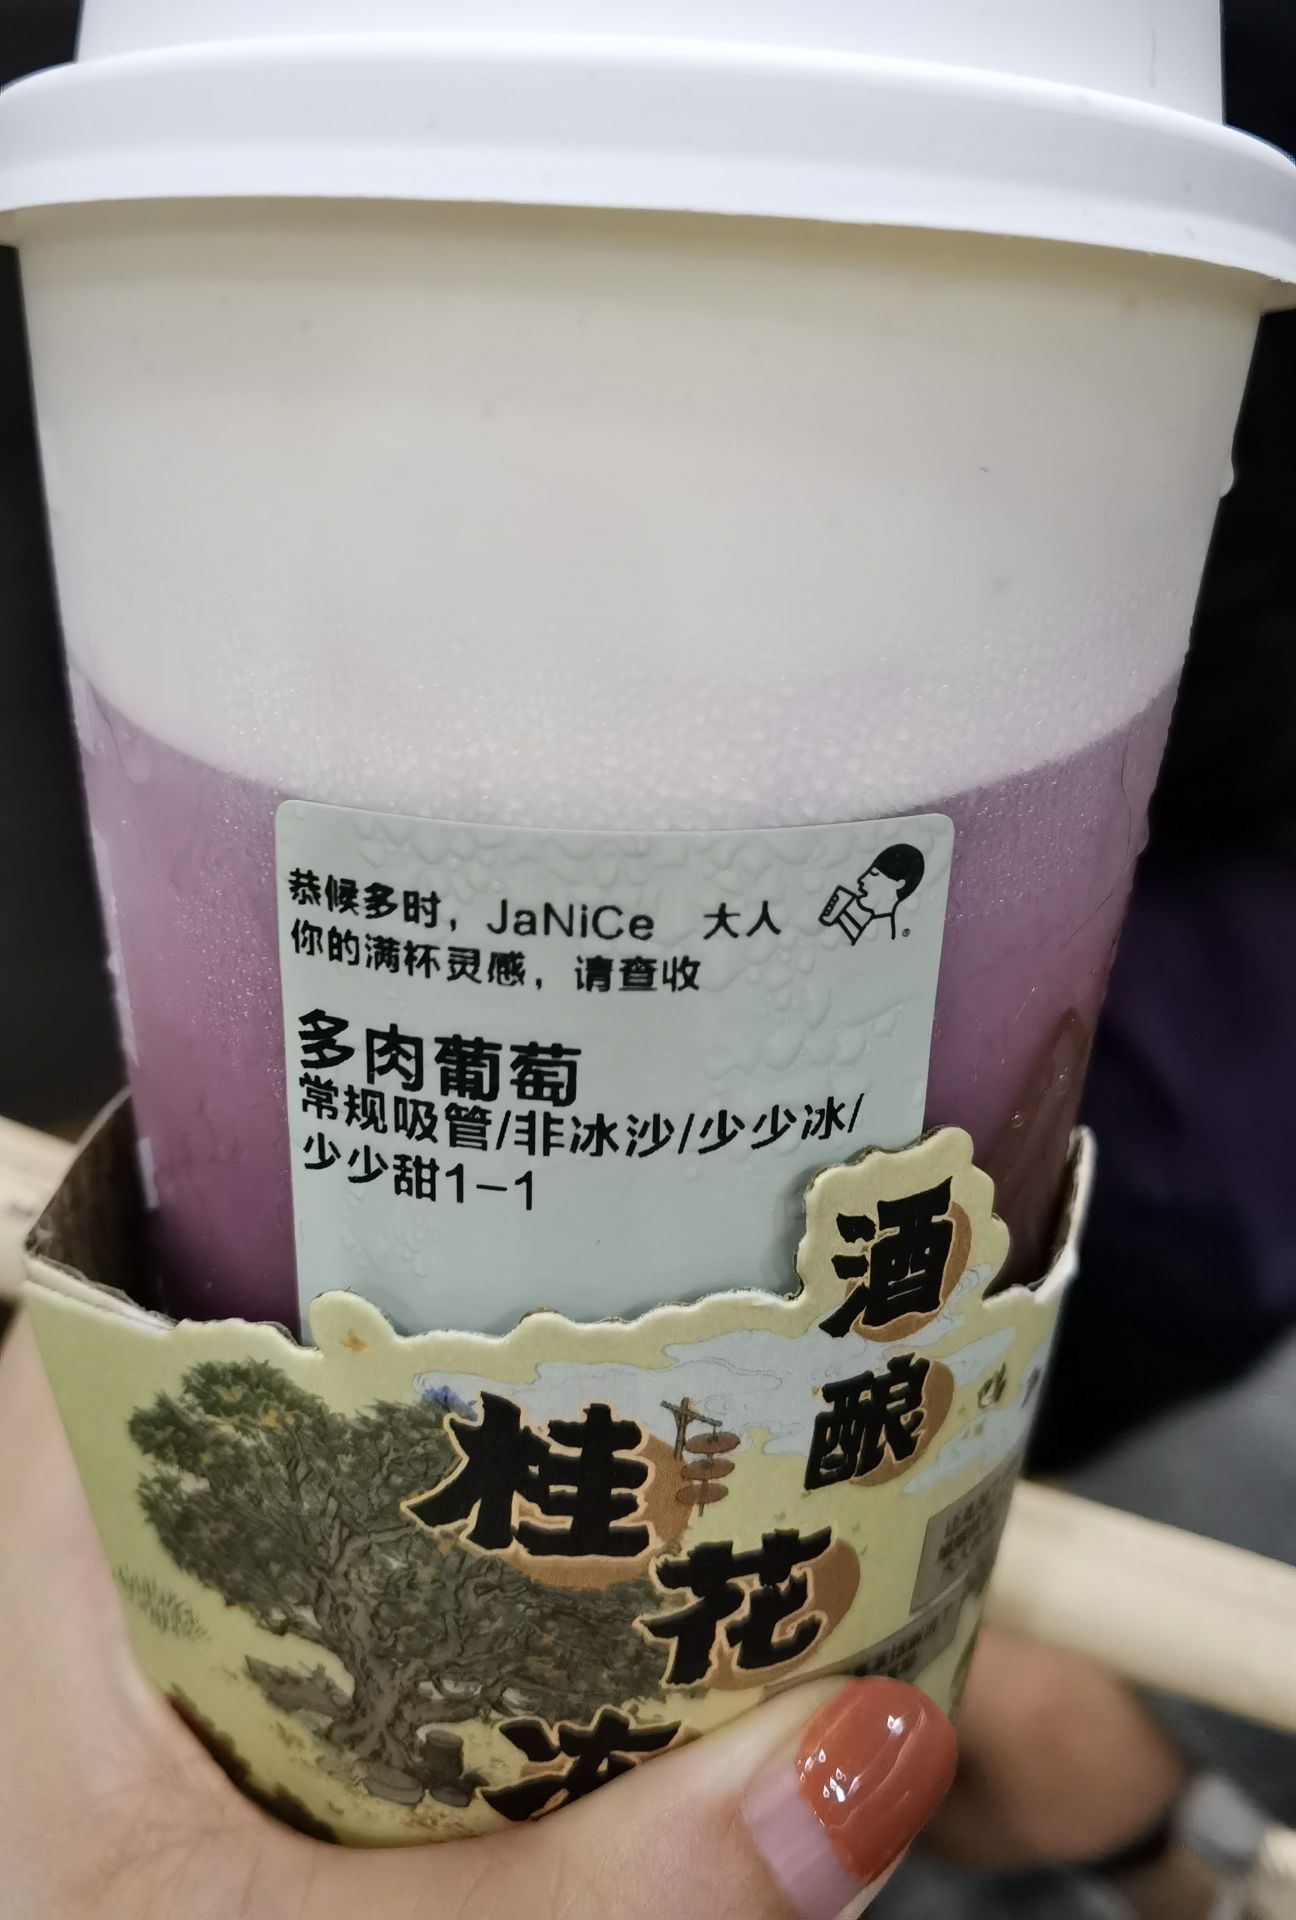 恭候多时，JaNiCe 大人
你的满杯灵感，请查收
多肉葡萄
常规吸管/非冰沙/少少冰/
少少甜1-1
酒酿
桂花